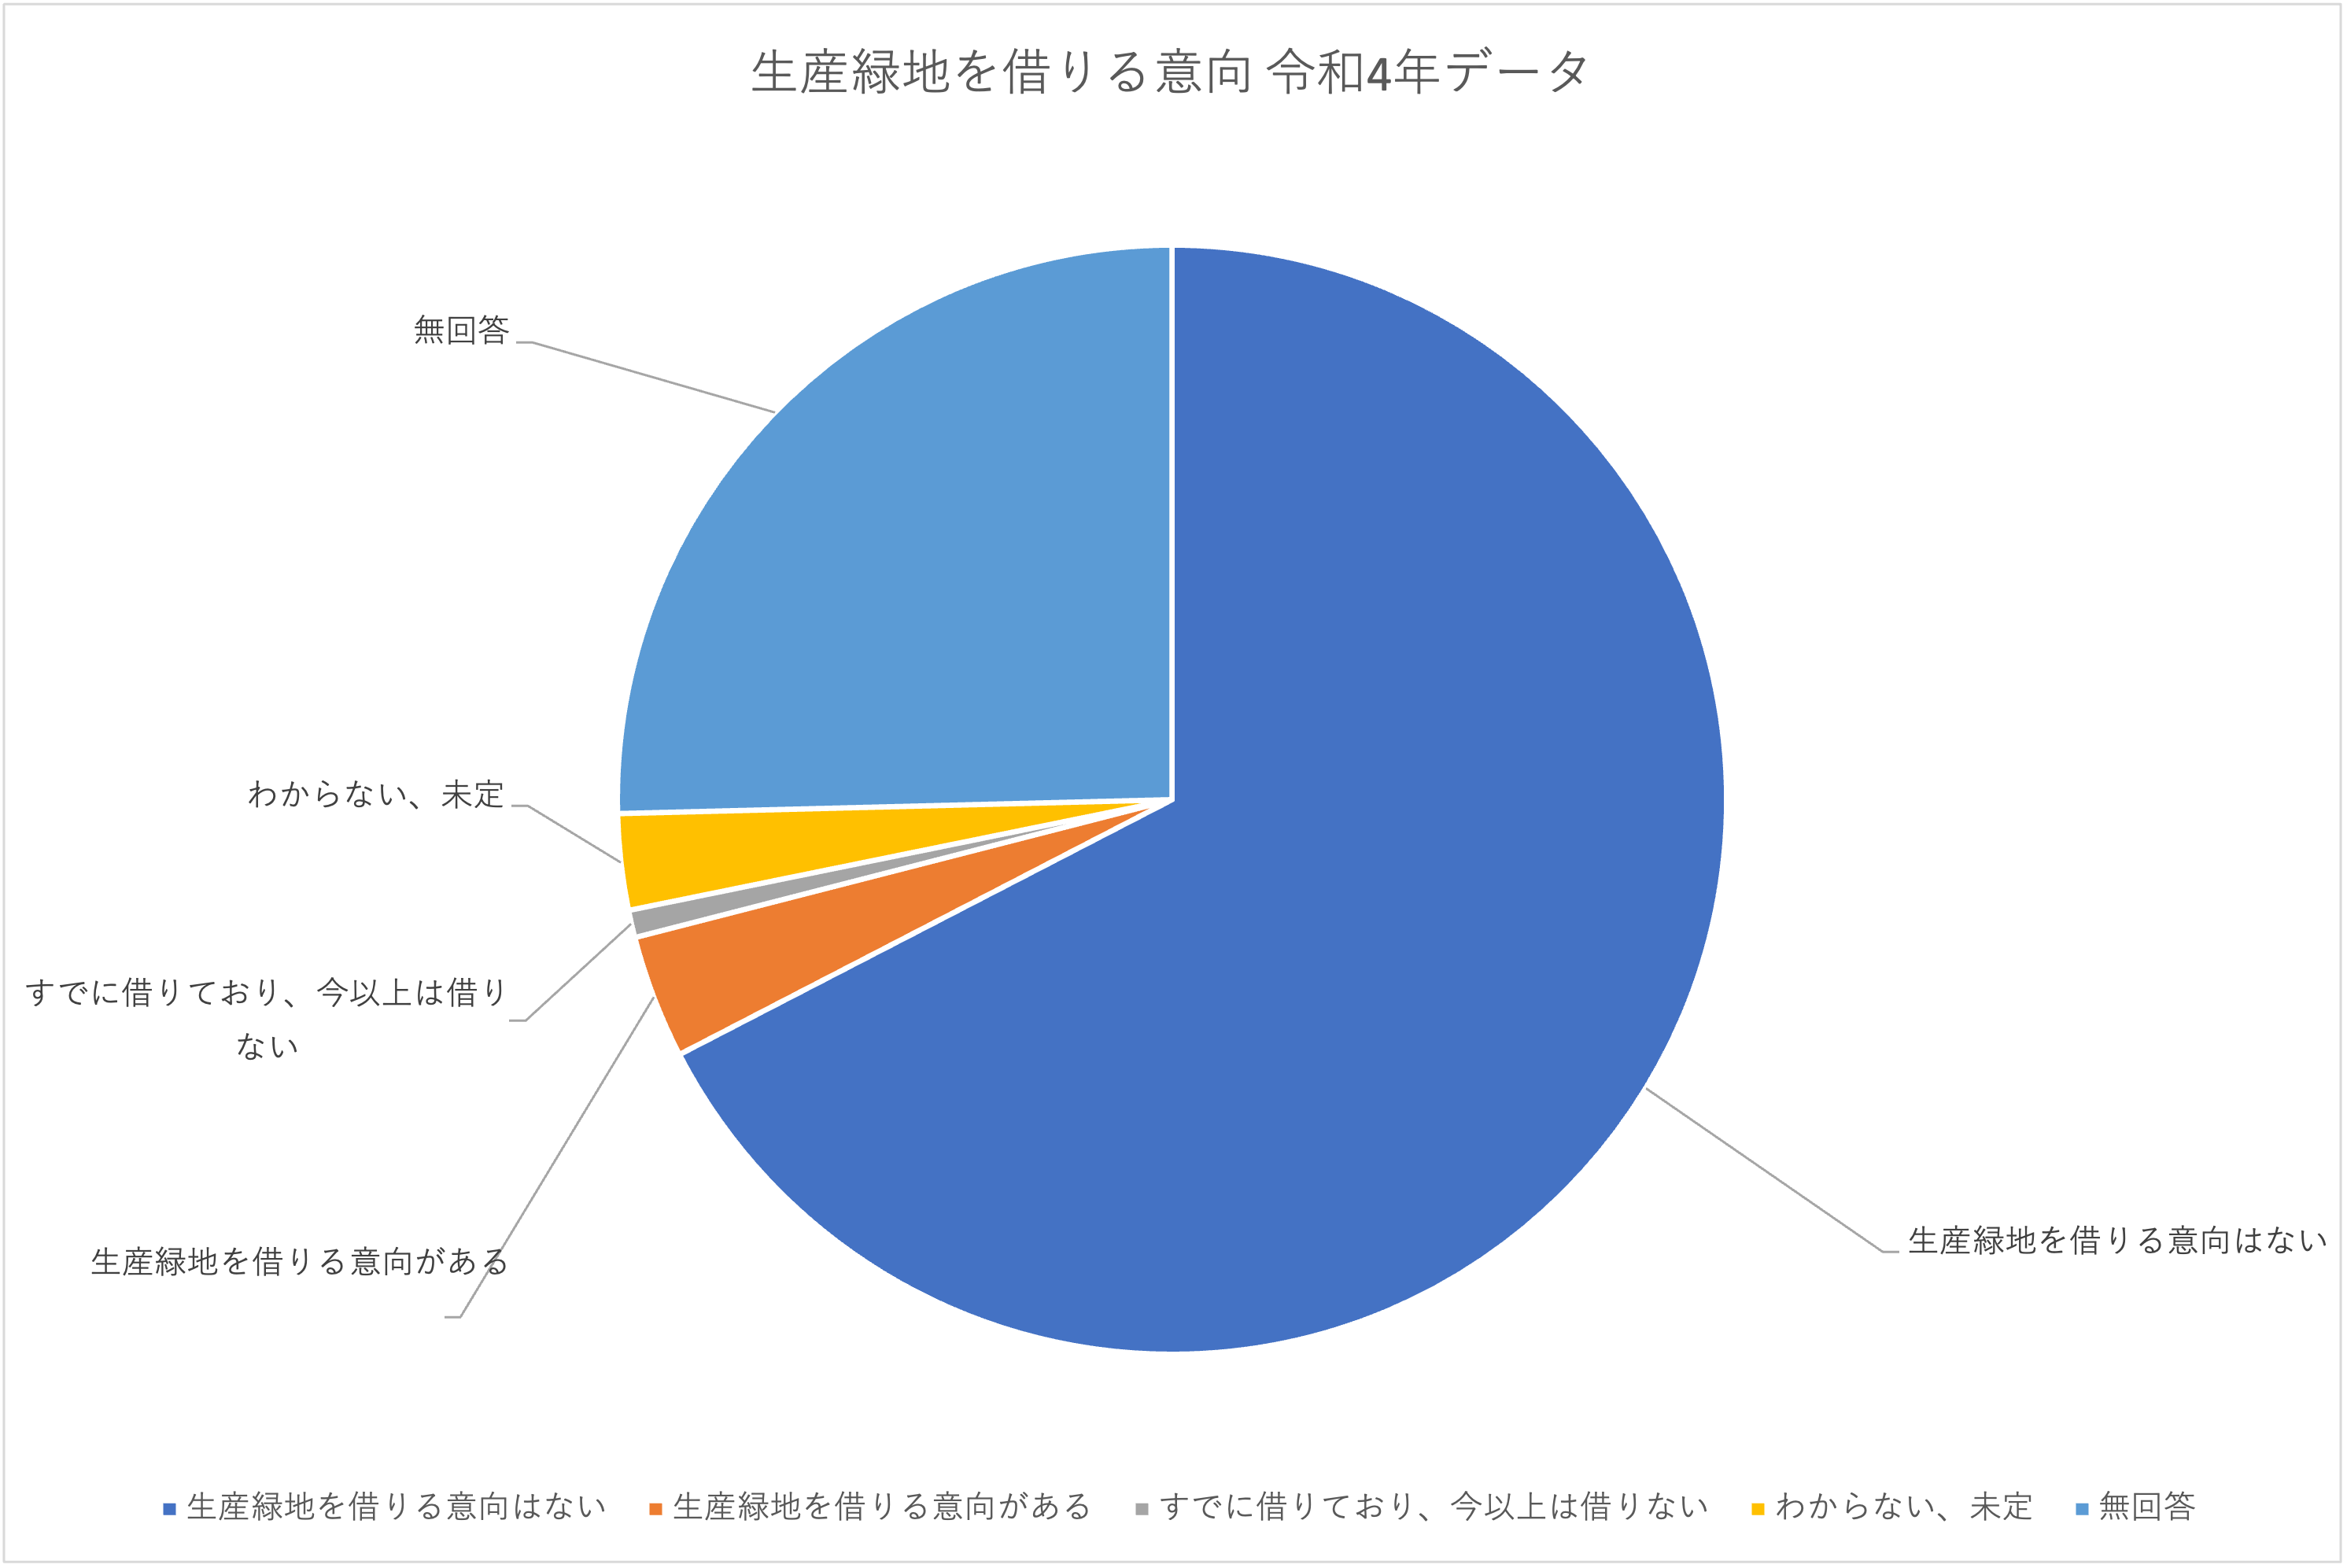 生産緑地を借りる意向 令和4年データ
無回答
わからない、未定
すでに借りており、今以上は借り
ない
生産緑地を借りる意向はない
生産緑地を借りる意向がある
生産緑地を借りる意向はない
生産緑地を借りる意向がある
すでに借りており、今以上は借りない
わからない、未定
無回答